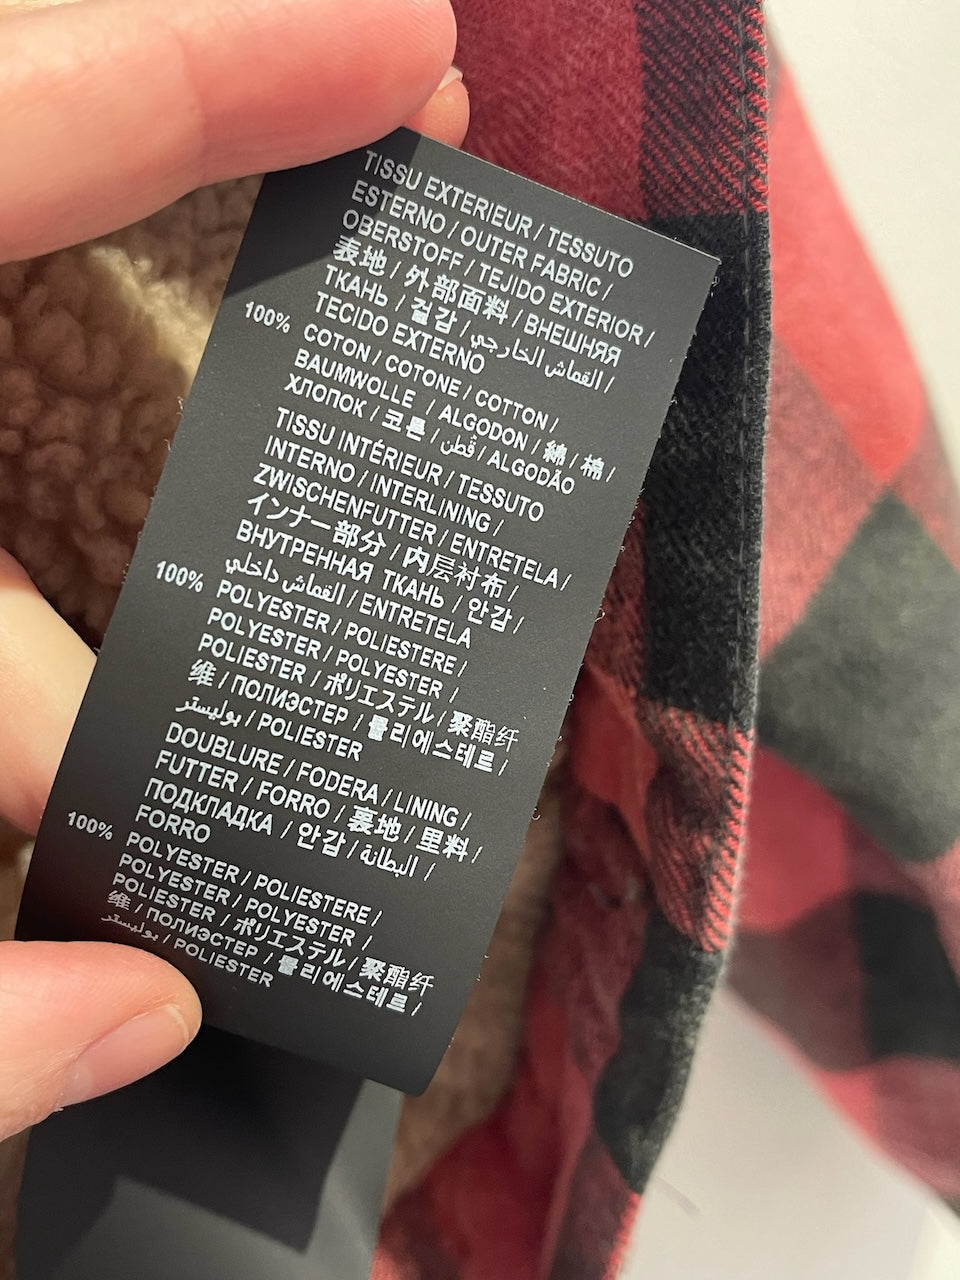 TISSU EXTERIEUR / TESSUTO
ESTERNO / OUTER FABRIC /
OBERSTOFF / TEJIDO EXTERIOR /
表地 / 外部面料 / ВНЕШНЯЯ
ТКАНЬ / 겉감 / القماش الخارجي /
TECIDO EXTERNO
100% COTON / COTONE / COTTON /
BAUMWOLLE / ALGODON / 綿 / 棉 /
ХЛОПОК / 코튼 / قطن / ALGODÃO
TISSU INTÉRIEUR / TESSUTO
INTERNO / INTERLINING /
ZWISCHENFUTTER / ENTRETELA /
インナー部分 / 内层衬布 /
ВНУТРЕННАЯ ТКАНЬ / 안감 /
القماش داخلي / ENTRETELA
100% POLYESTER / POLIESTERE /
POLYESTER / POLYESTER /
POLIESTER / ポリエステル / 聚酯纤
维 / ПОЛИЭСТЕР / 폴리에스테르 /
بوليستر / POLIESTER
DOUBLURE / FODERA / LINING /
FUTTER / FORRO / 裏地 / 里料 /
ПОДКЛАДКА / 안감 / البطانة /
FORRO
100% POLYESTER / POLIESTERE /
POLYESTER / POLYESTER /
POLIESTER / ポリエステル / 聚酯纤
维 / ПОЛИЭСТЕР / 폴리에스테르 /
بوليستر / POLIESTER